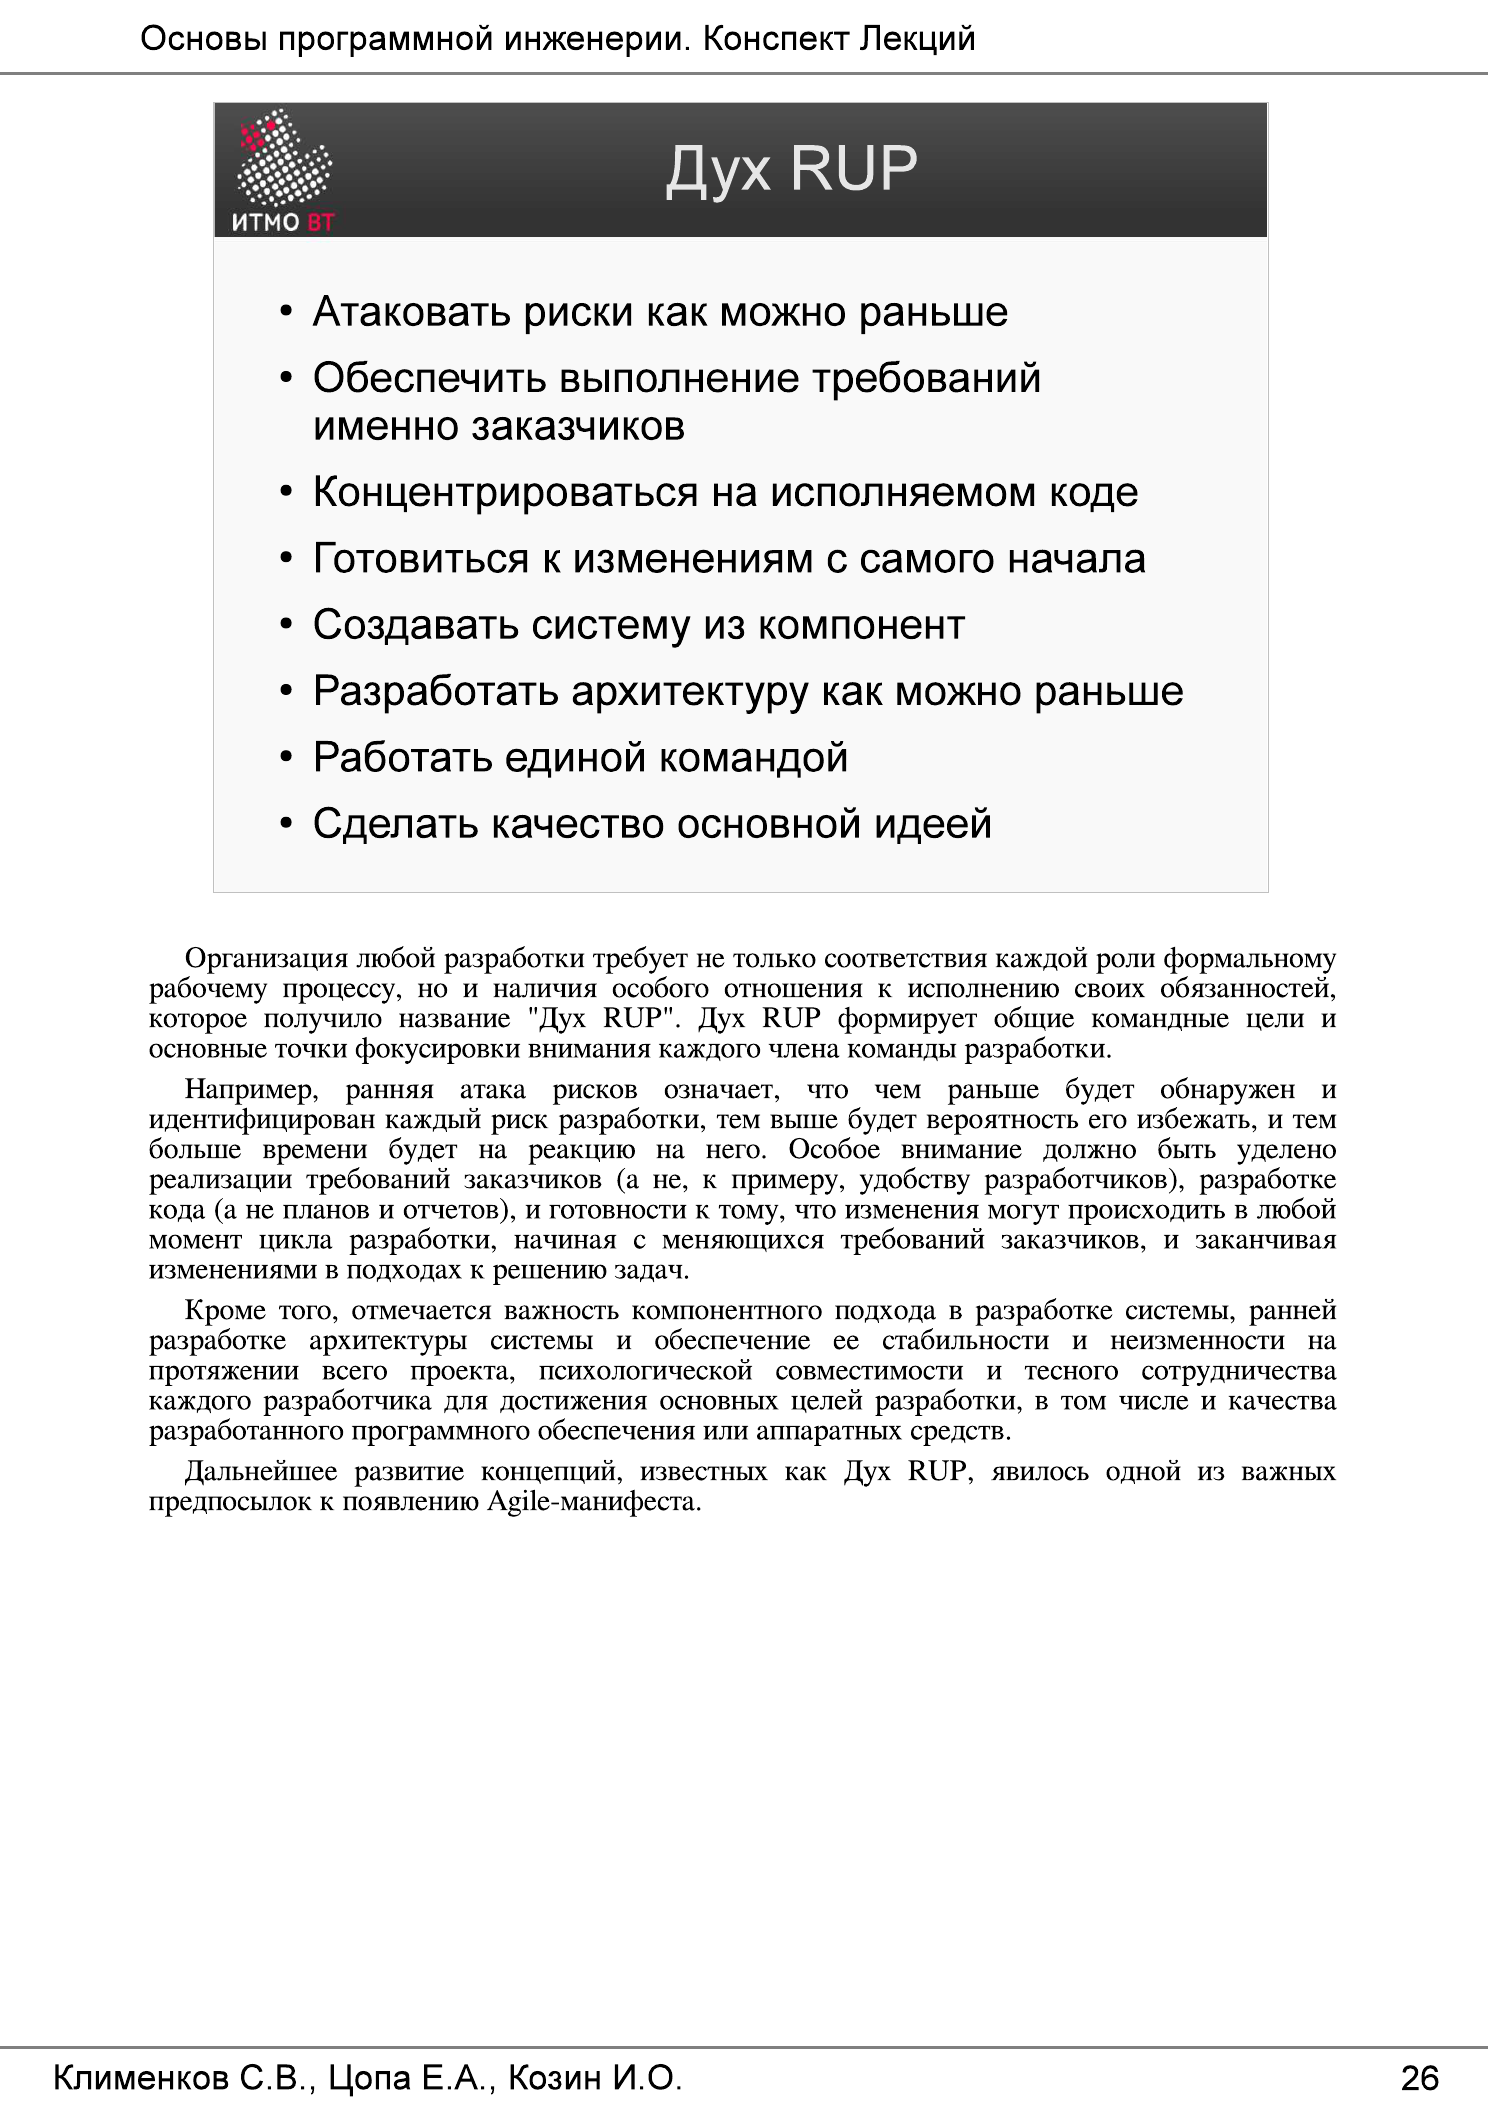 Основы программной инженерии. Конспект Лекций
ИТМО ВТ
Дух RUP
• Атаковать риски как можно раньше
• Обеспечить выполнение требований
именно заказчиков
• Концентрироваться на исполняемом коде
• Готовиться к изменениям с самого начала
• Создавать систему из компонент
• Разработать архитектуру как можно раньше
• Работать единой командой
• Сделать качество основной идеей
Организация любой разработки требует не только соответствия каждой роли формальному
рабочему процессу, но и наличия особого отношения к исполнению своих обязанностей,
которое получило название "Дух RUP". Дух RUP формирует общие командные цели и
основные точки фокусировки внимания каждого члена команды разработки.
Например, ранняя атака рисков означает, что чем раньше будет обнаружен и
идентифицирован каждый риск разработки, тем выше будет вероятность его избежать, и тем
больше времени будет на реакцию на него. Особое внимание должно быть уделено
реализации требований заказчиков (а не, к примеру, удобству разработчиков), разработке
кода (а не планов и отчетов), и готовности к тому, что изменения могут происходить в любой
момент цикла разработки, начиная с меняющихся требований заказчиков, и заканчивая
изменениями в подходах к решению задач.
Кроме того, отмечается важность компонентного подхода в разработке системы, ранней
разработке архитектуры системы и обеспечение ее стабильности и неизменности на
протяжении всего проекта, психологической совместимости и тесного сотрудничества
каждого разработчика для достижения основных целей разработки, в том числе и качества
разработанного программного обеспечения или аппаратных средств.
Дальнейшее развитие концепций, известных как Дух RUP, явилось одной из важных
предпосылок к появлению Agile-манифеста.
Клименков С.В., Цопа Е.А., Козин И.О.
26